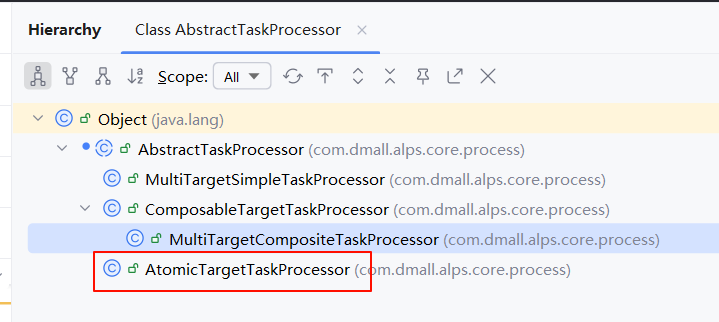 Hierarchy Class AbstractTaskProcessor
Scope: All
Object (java.lang)
AbstractTaskProcessor (com.dmall.alps.core.process)
MultiTargetSimpleTaskProcessor (com.dmall.alps.core.process)
ComposableTargetTaskProcessor (com.dmall.alps.core.process)
MultiTargetCompositeTaskProcessor (com.dmall.alps.core.process)
AtomicTargetTaskProcessor (com.dmall.alps.core.process)